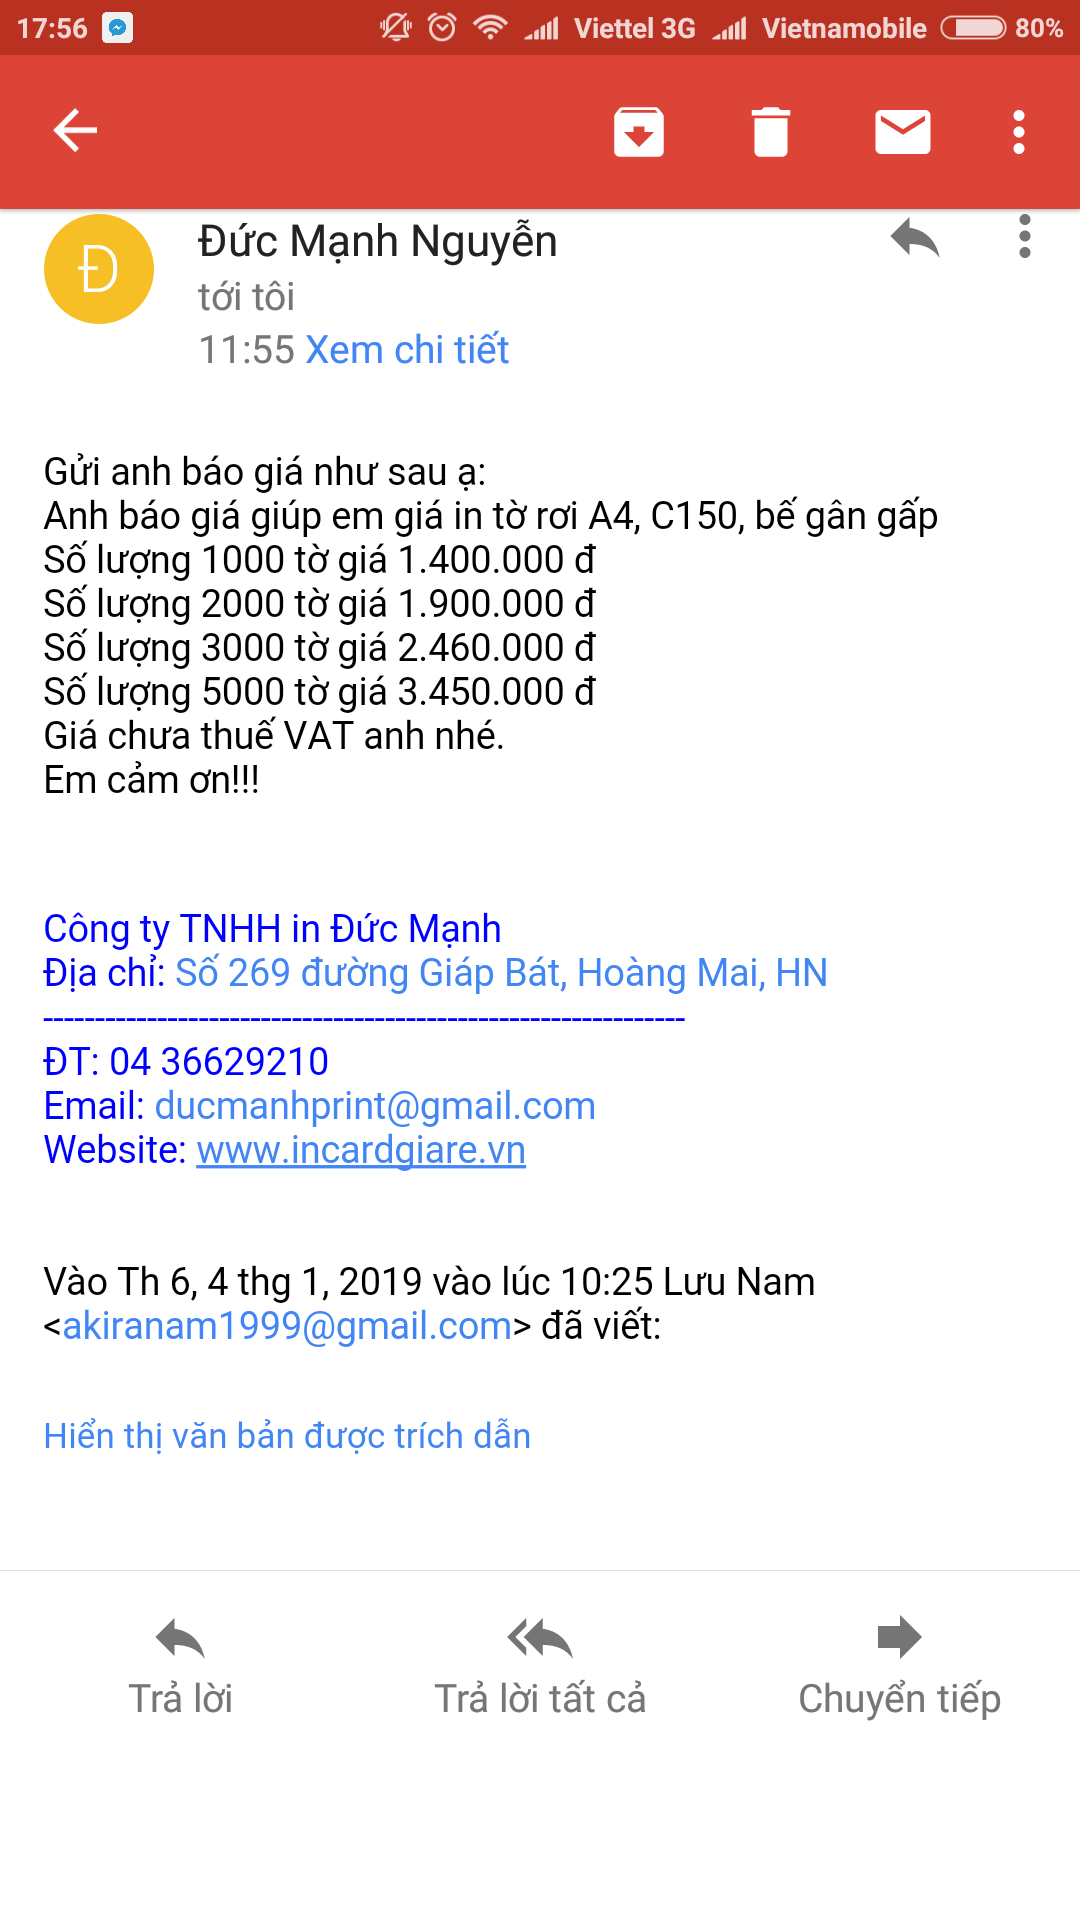 17:56 Viettel 3G Vietnamobile 80%
Đ
Đức Mạnh Nguyễn
tới tôi
11:55 Xem chi tiết
Gửi anh báo giá như sau ạ:
Anh báo giá giúp em giá in tờ rơi A4, C150, bế gân gấp
Số lượng 1000 tờ giá 1.400.000 đ
Số lượng 2000 tờ giá 1.900.000 đ
Số lượng 3000 tờ giá 2.460.000 đ
Số lượng 5000 tờ giá 3.450.000 đ
Giá chưa thuế VAT anh nhé.
Em cảm ơn!!!
Công ty TNHH in Đức Mạnh
Địa chỉ: Số 269 đường Giáp Bát, Hoàng Mai, HN
--------------------------------------------------------------
ĐT: 04 36629210
Email: ducmanhprint@gmail.com
Website: www.incardgiare.vn
Vào Th 6, 4 thg 1, 2019 vào lúc 10:25 Lưu Nam
<akiranam1999@gmail.com> đã viết:
Hiển thị văn bản được trích dẫn
Trả lời Trả lời tất cả Chuyển tiếp